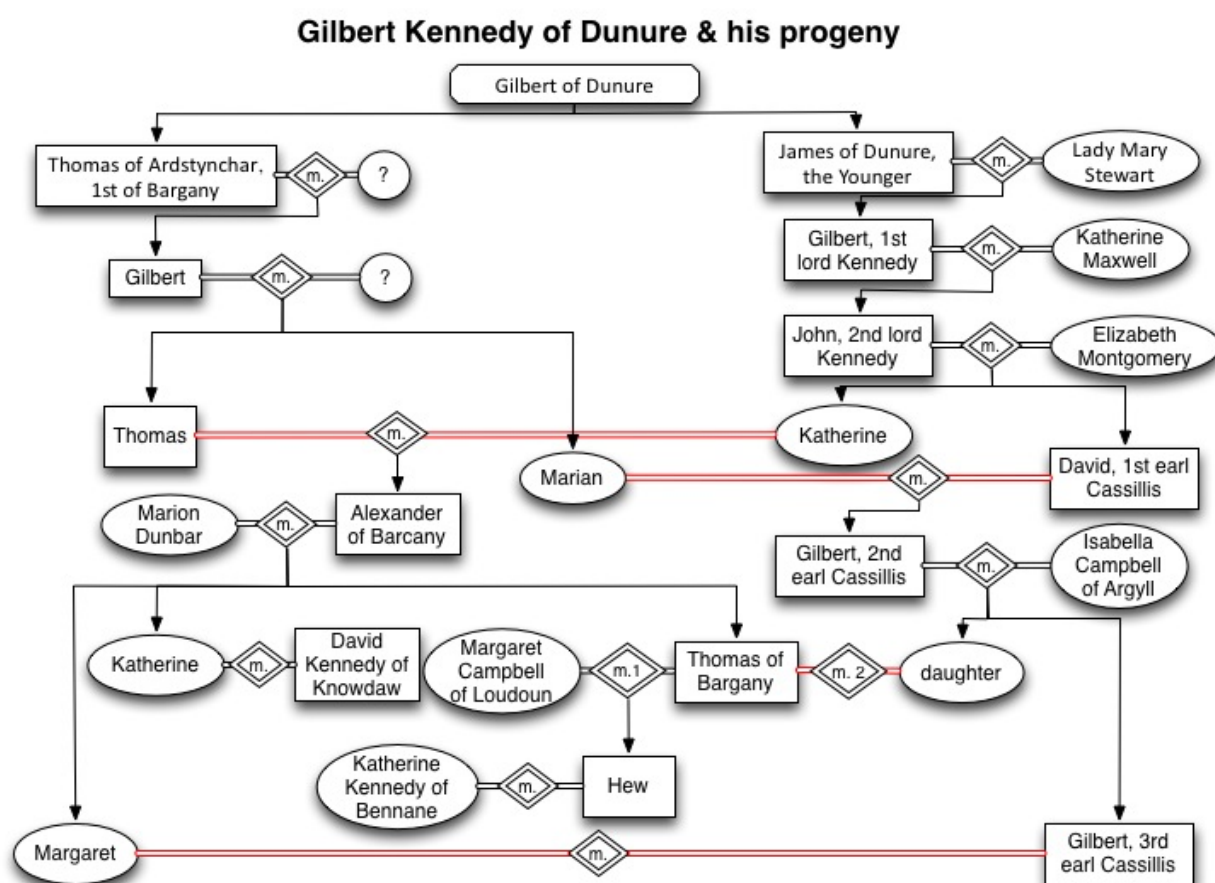 Gilbert Kennedy of Dunure & his progeny
Gilbert of Dunure
Thomas of Ardstynchar,
1st of Bargany
m.
?
James of Dunure,
the Younger
m.
Lady Mary
Stewart
Gilbert, 1st
lord Kennedy
m.
Katherine
Maxwell
Gilbert
m.
?
John, 2nd lord
Kennedy
m.
Elizabeth
Montgomery
Thomas
m.
Katherine
Marian
m.
David, 1st earl
Cassillis
Marion
Dunbar
m.
Alexander
of Barcany
Gilbert, 2nd
earl Cassillis
m.
Isabella
Campbell
of Argyll
Katherine
m.
David
Kennedy of
Knowdaw
Margaret
Campbell
of Loudoun
m.1
Thomas of
Bargany
m. 2
daughter
Katherine
Kennedy of
Bennane
m.
Hew
Margaret
m.
Gilbert, 3rd
earl Cassillis